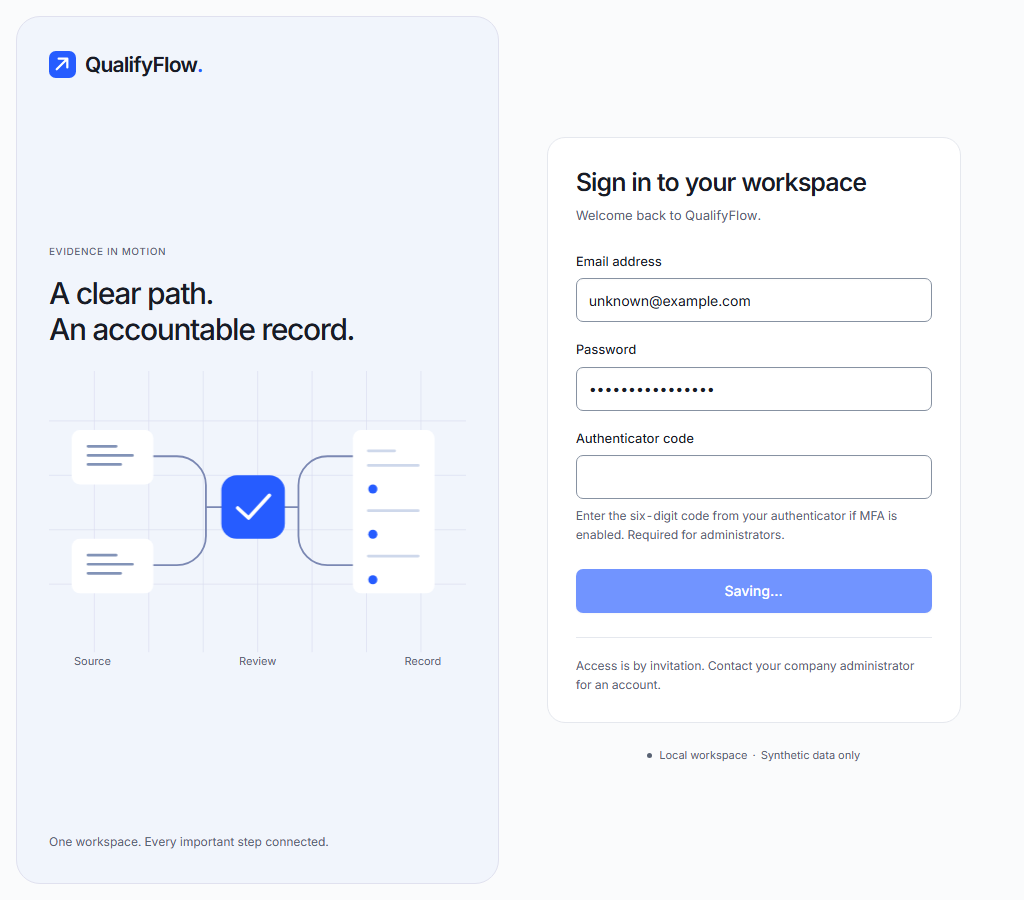 QualifyFlow.
EVIDENCE IN MOTION
A clear path.
An accountable record.
Source
Review
Record
One workspace. Every important step connected.
Sign in to your workspace
Welcome back to QualifyFlow.
Email address
unknown@example.com
Password
••••••••••••••••
Authenticator code
Enter the six-digit code from your authenticator if MFA is
enabled. Required for administrators.
Saving...
Access is by invitation. Contact your company administrator
for an account.
Local workspace · Synthetic data only